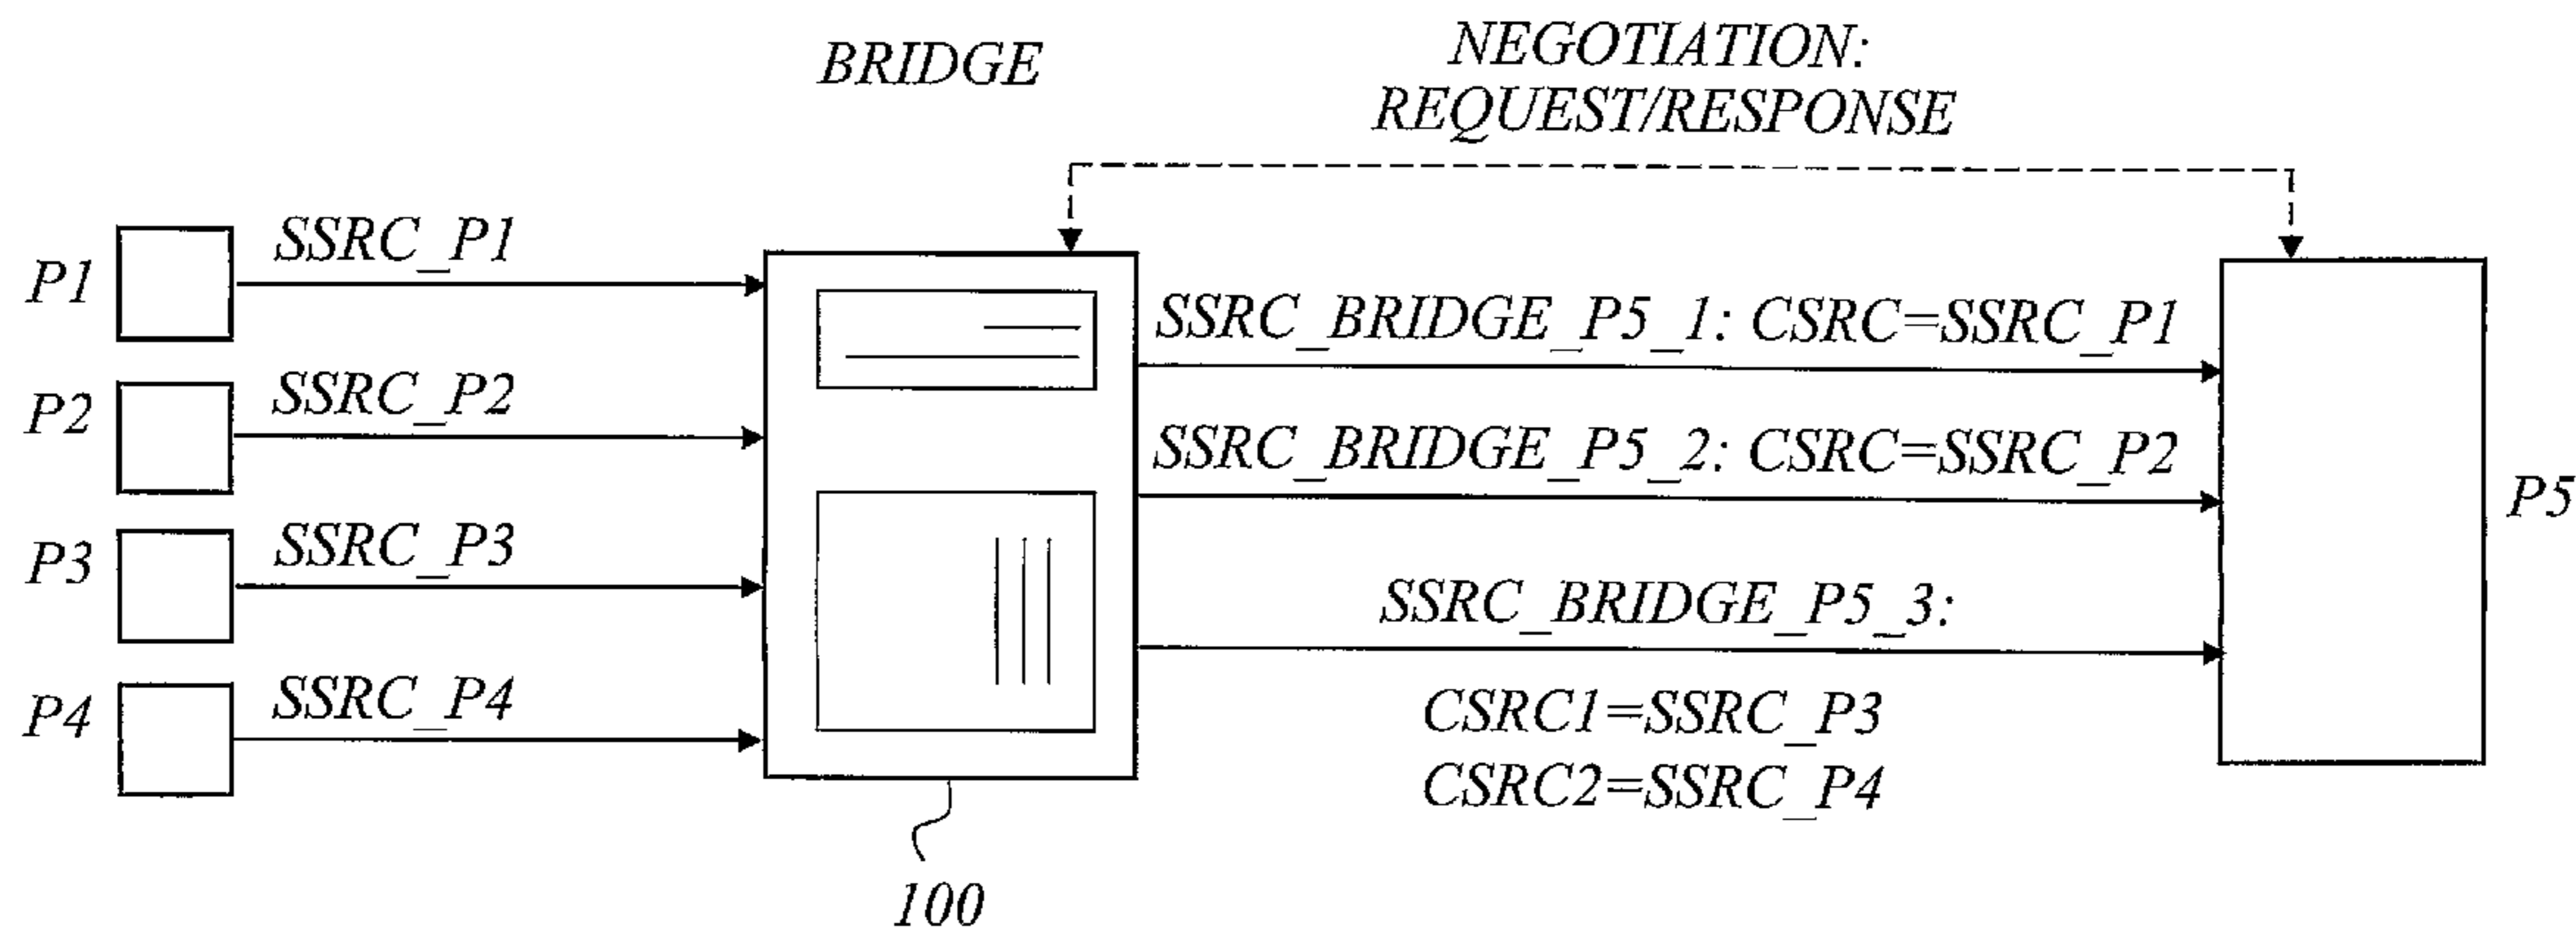 BRIDGE
NEGOTIATION:
REQUEST/RESPONSE
P1
SSRC_P1
SSRC_BRIDGE_P5_1: CSRC=SSRC_P1
P2
SSRC_P2
SSRC_BRIDGE_P5_2: CSRC=SSRC_P2
P5
P3
SSRC_P3
SSRC_BRIDGE_P5_3:
P4
SSRC_P4
CSRC1=SSRC_P3
CSRC2=SSRC_P4
100